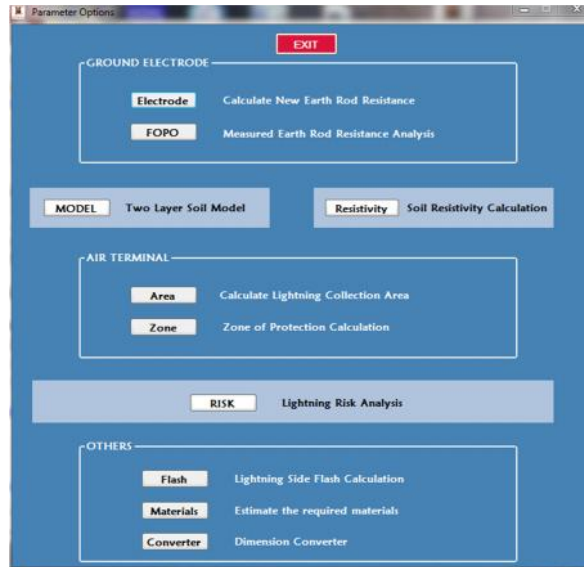 Parameter Options
EXIT
GROUND ELECTRODE
Electrode Calculate New Earth Rod Resistance
FOPO Measured Earth Rod Resistance Analysis
MODEL Two Layer Soil Model Resistivity Soil Resistivity Calculation
AIR TERMINAL
Area Calculate Lightning Collection Area
Zone Zone of Protection Calculation
RISK Lightning Risk Analysis
OTHERS
Flash Lightning Side Flash Calculation
Materials Estimate the required materials
Converter Dimension Converter